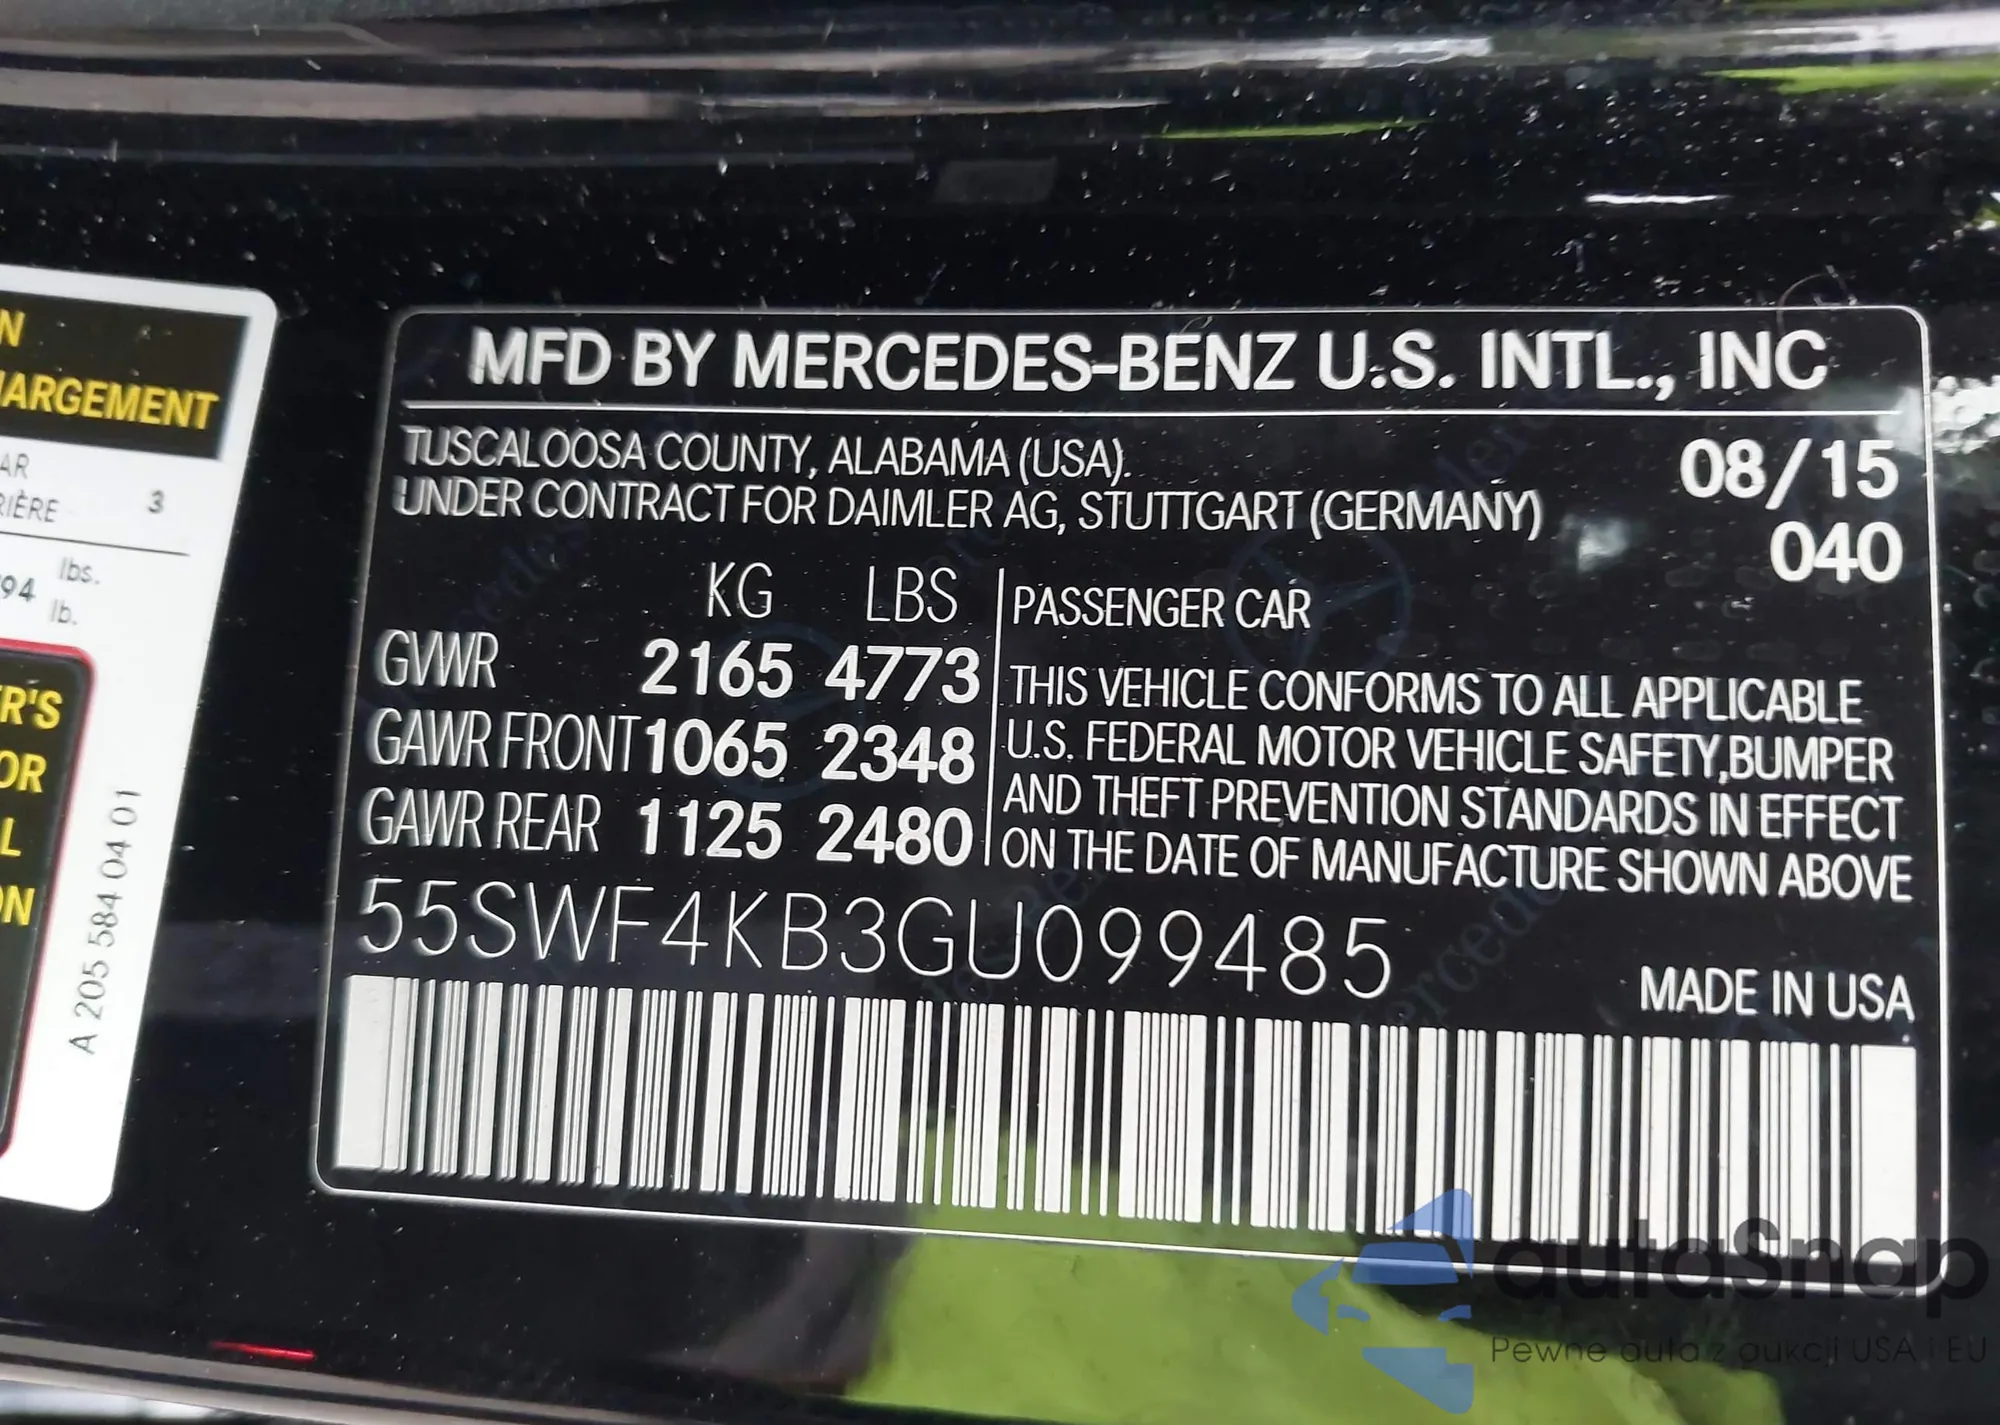 N
HARGEMENT
AR
RIÈRE
3
lbs.
94
lb.
ER'S
OR
L
ON
A 205 584 04 01
MFD BY MERCEDES-BENZ U.S. INTL., INC
TUSCALOOSA COUNTY, ALABAMA (USA).
UNDER CONTRACT FOR DAIMLER AG, STUTTGART (GERMANY)
08/15
040
KG LBS
GVWR 2165 4773
GAWR FRONT 1065 2348
GAWR REAR 1125 2480
PASSENGER CAR
THIS VEHICLE CONFORMS TO ALL APPLICABLE
U.S. FEDERAL MOTOR VEHICLE SAFETY,BUMPER
AND THEFT PREVENTION STANDARDS IN EFFECT
ON THE DATE OF MANUFACTURE SHOWN ABOVE
55SWF4KB3GU099485
MADE IN USA
autaSnap
Pewne auta z aukcji USA i EU